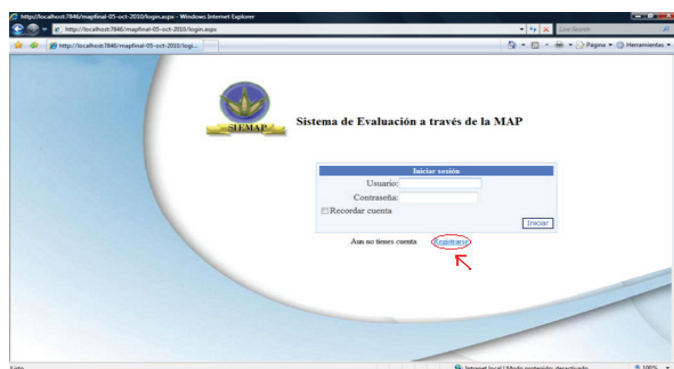 http://localhost:7846/mapfinal-05-oct-2010/login.aspx - Windows Internet Explorer
http://localhost:7846/mapfinal-05-oct-2010/login.aspx
Live Search
http://localhost:7846/mapfinal-05-oct-2010/logi...
Página
Herramientas
SIEMAP
Sistema de Evaluación a través de la MAP
Iniciar sesión
Usuario:
Contraseña:
Recordar cuenta
Iniciar
Aun no tienes cuenta Registrarse
Listo
Intranet local | Modo protegido: desactivado
100%